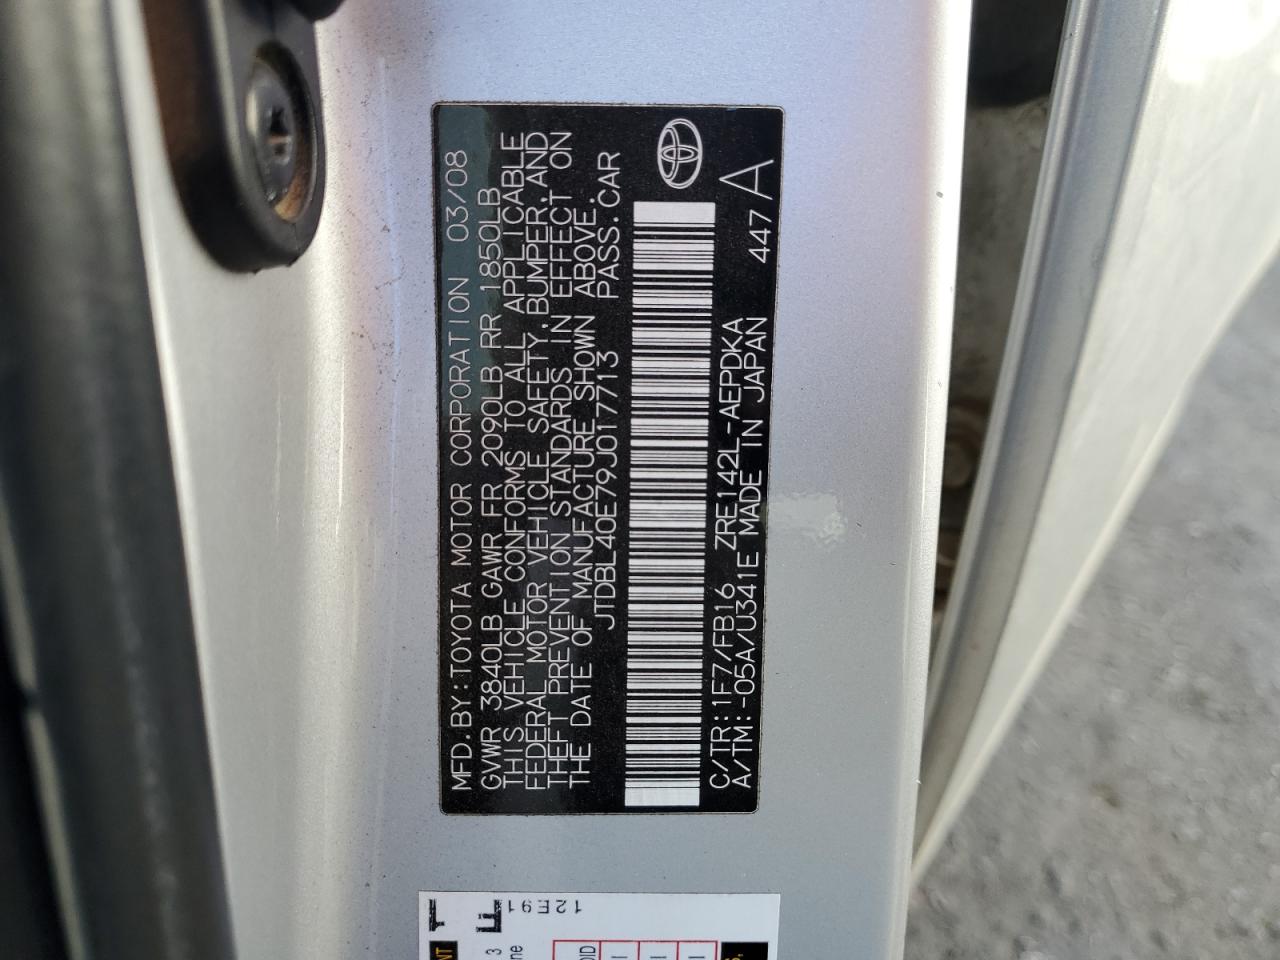 MFD.BY:TOYOTA MOTOR CORPORATION 03/08
GVWR 3840LB GAWR FR 2090LB RR 1850LB
THIS VEHICLE CONFORMS TO ALL APPLICABLE
FEDERAL MOTOR VEHICLE SAFETY,BUMPER,AND
THEFT PREVENTION STANDARDS IN EFFECT ON
THE DATE OF MANUFACTURE SHOWN ABOVE.
JTDBL40E79J017713 PASS.CAR
C/TR:1F7/FB16 ZRE142L-AEPDKA
A/TM:-05A/U341E MADE IN JAPAN
447 A
12E91